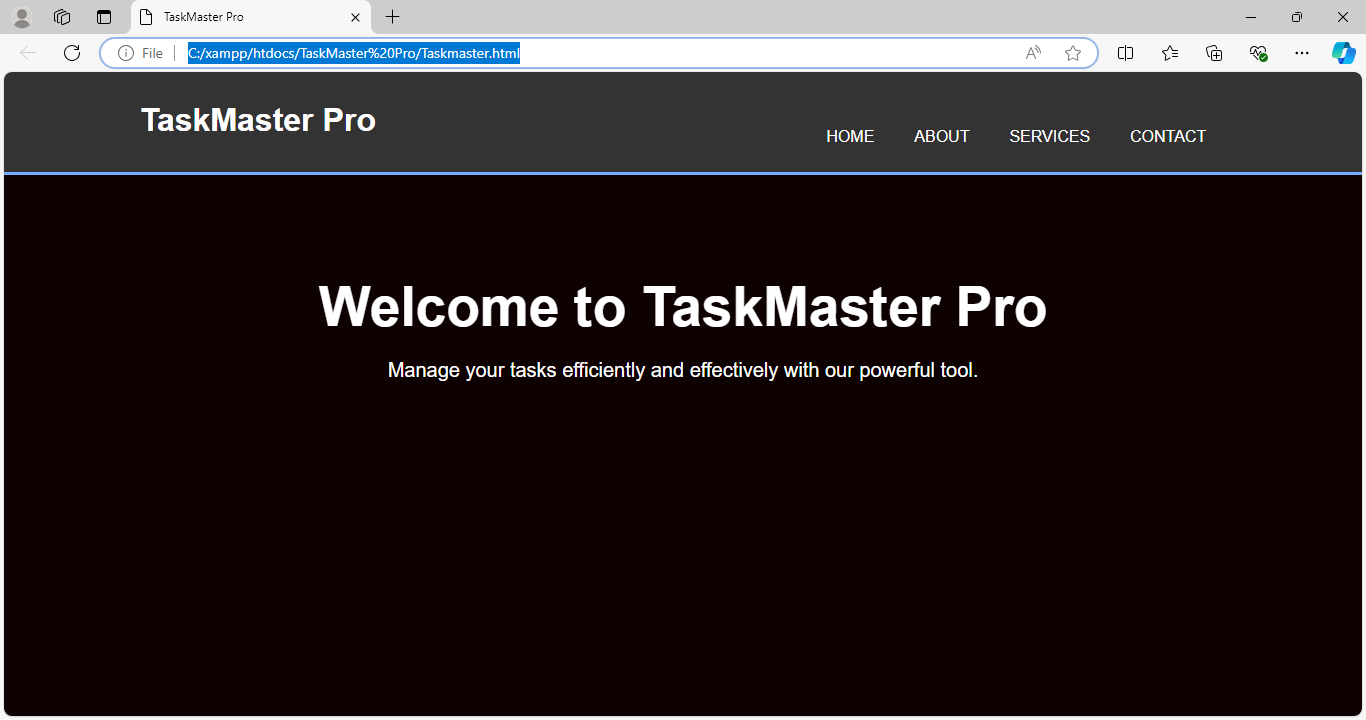 TaskMaster Pro
File
C:/xampp/htdocs/TaskMaster%20Pro/Taskmaster.html
TaskMaster Pro
HOME ABOUT SERVICES CONTACT
Welcome to TaskMaster Pro
Manage your tasks efficiently and effectively with our powerful tool.